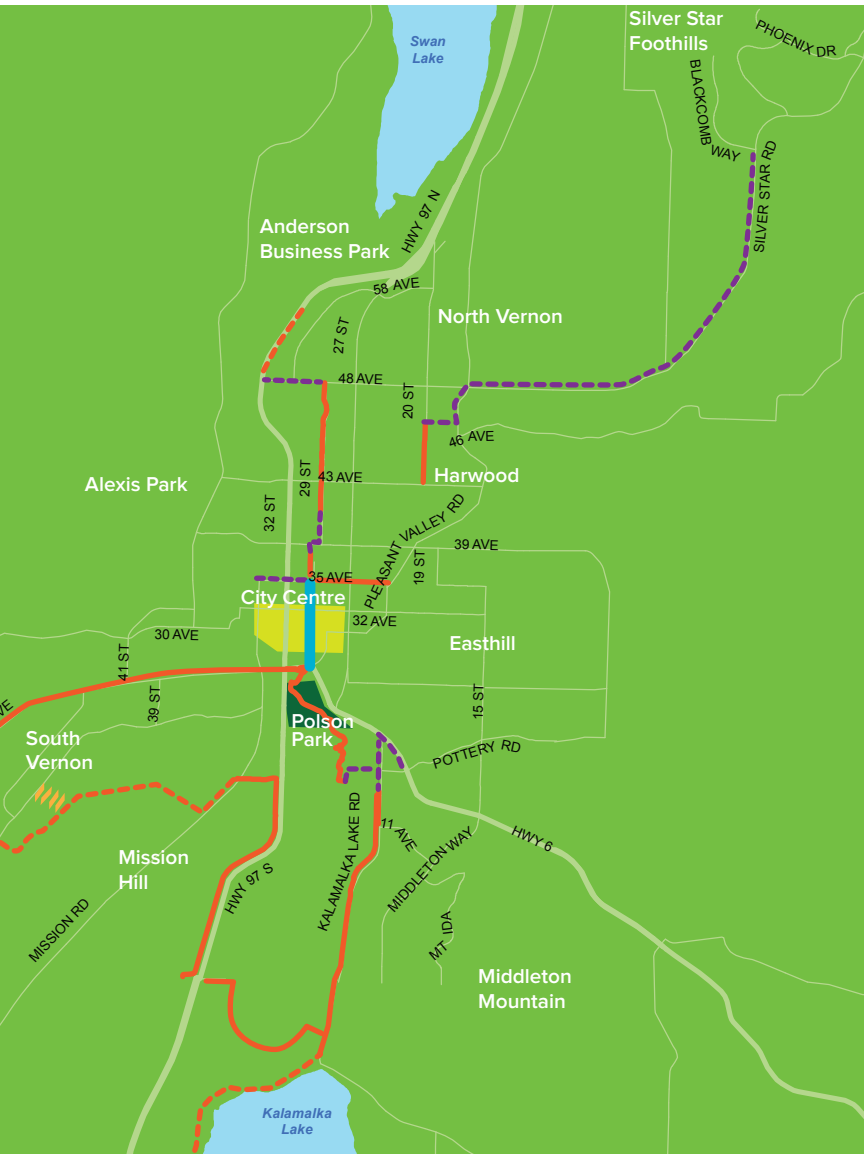 Silver Star
Foothills
PHOENIX DR
Swan
Lake
BLACKCOMB WAY
SILVER STAR RD
HWY 97 N
Anderson
Business Park
58 AVE
27 ST
North Vernon
48 AVE
20 ST
46 AVE
29 ST
43 AVE
Harwood
Alexis Park
32 ST
PLEASANT VALLEY RD
39 AVE
19 ST
35 AVE
City Centre
32 AVE
30 AVE
Easthill
41 ST
39 ST
15 ST
VE
Polson
Park
South
Vernon
POTTERY RD
KALAMALKA LAKE RD
11 AVE
HWY 6
MIDDLETON WAY
Mission
Hill
HWY 97 S
MISSION RD
MT IDA
Middleton
Mountain
Kalamalka
Lake